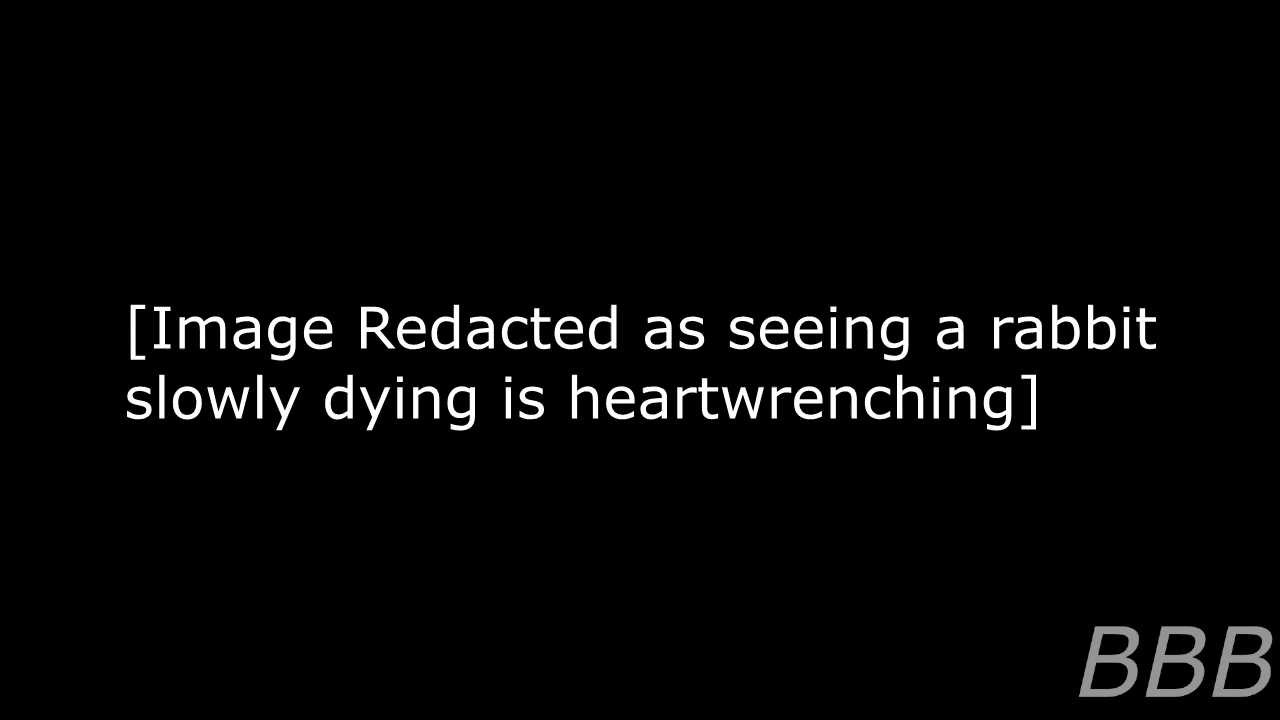 [Image Redacted as seeing a rabbit
slowly dying is heartwrenching]
BBB